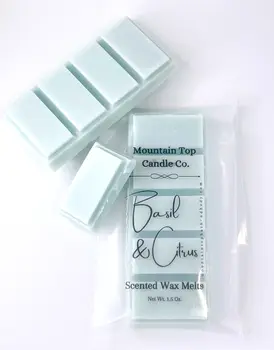 Mountain Top
Candle Co.
Basil
& Citrus
Scented Wax Melts
Net Wt. 1.5 Oz.